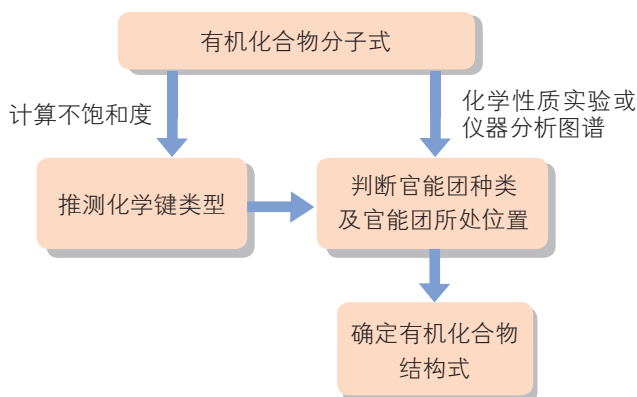 有机化合物分子式
计算不饱和度
化学性质实验或
仪器分析图谱
推测化学键类型
判断官能团种类
及官能团所处位置
确定有机化合物
结构式